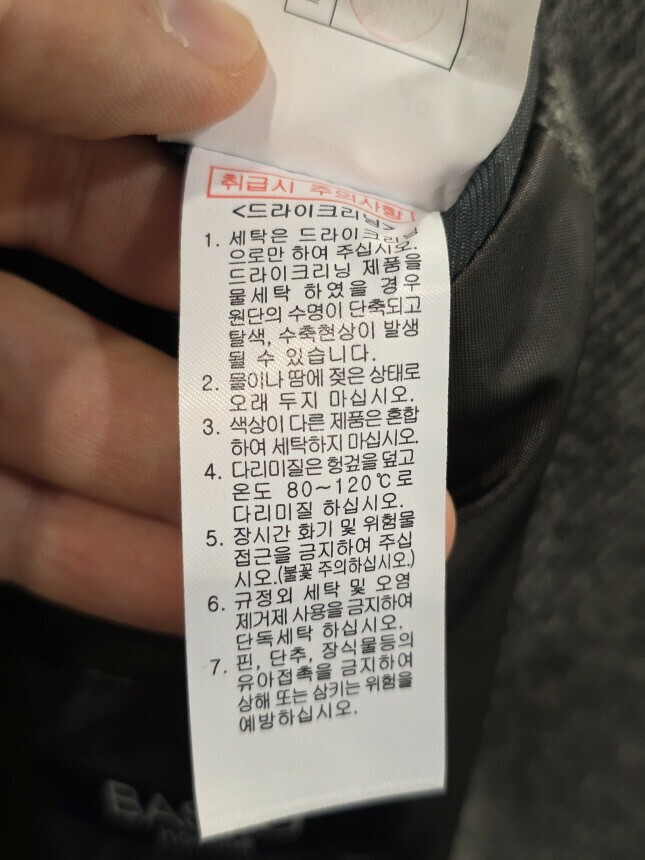 취급시 주의사항
<드라이크리닝>
1. 세탁은 드라이크리닝
으로만 하여 주십시오.
드라이크리닝 제품을
물세탁 하였을 경우
원단의 수명이 단축되고
탈색, 수축현상이 발생
될 수 있습니다.
2. 물이나 땀에 젖은 상태로
오래 두지 마십시오.
3. 색상이 다른 제품은 혼합
하여 세탁하지 마십시오.
4. 다리미질은 헝겊을 덮고
온도 80~120℃로
다리미질 하십시오.
5. 장시간 화기 및 위험물
접근을 금지하여 주십
시오.(불꽃 주의하십시오.)
6. 규정외 세탁 및 오염
제거제 사용을 금지하여
단독세탁 하십시오.
7. 핀, 단추, 장식물등의
유아접촉을 금지하여
상해 또는 삼키는 위험을
예방하십시오.